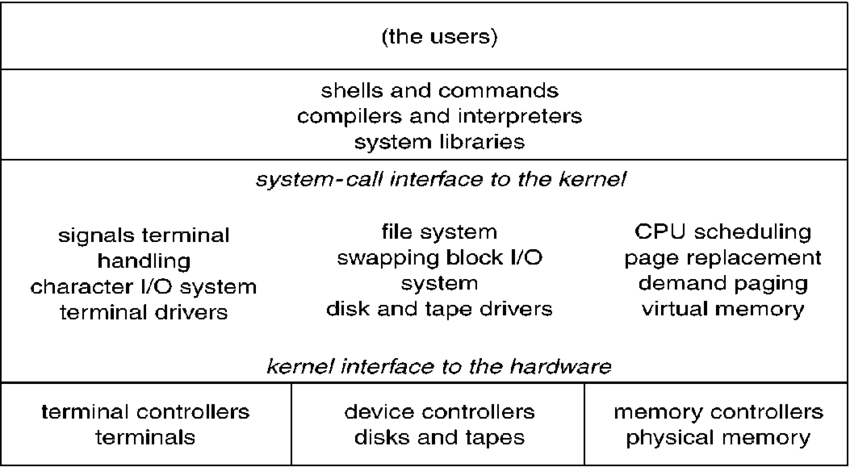 (the users)
shells and commands
compilers and interpreters
system libraries
system-call interface to the kernel
signals terminal
handling
character I/O system
terminal drivers
file system
swapping block I/O
system
disk and tape drivers
CPU scheduling
page replacement
demand paging
virtual memory
kernel interface to the hardware
terminal controllers
terminals
device controllers
disks and tapes
memory controllers
physical memory